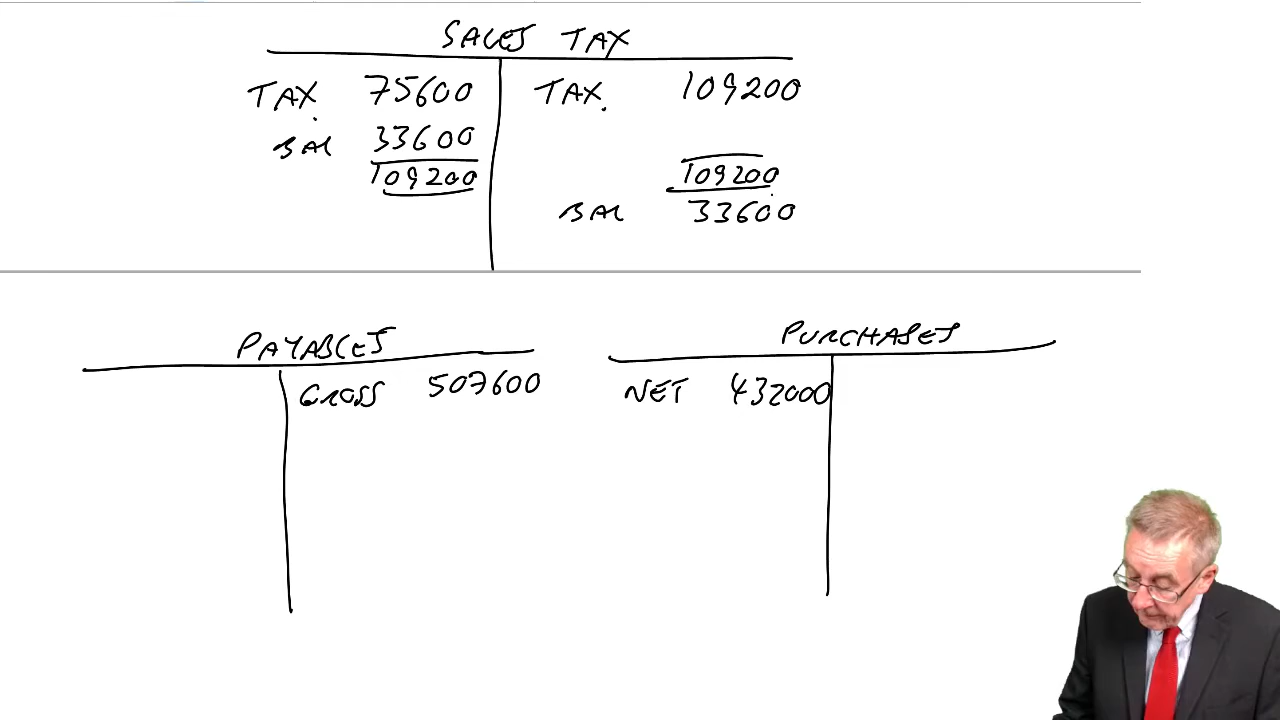 SALES TAX
TAX 75600 TAX. 109200
BAL 33600
109200 109200
BAL 33600
PAYABLES PURCHASES
GROSS 507600 NET 432000